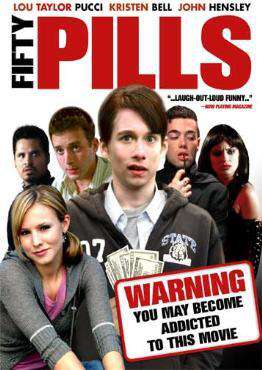 LOU TAYLOR PUCCI KRISTEN BELL JOHN HENSLEY
FIFTY
PILLS
"...LAUGH-OUT-LOUD FUNNY..."
—NOW PLAYING MAGAZINE
STATE
07
WARNING
YOU MAY BECOME
ADDICTED
TO THIS MOVIE